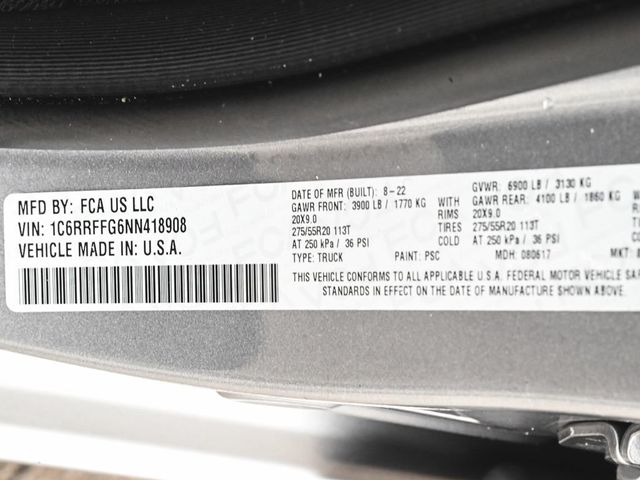 MFD BY: FCA US LLC
VIN: 1C6RRFFG6NN418908
VEHICLE MADE IN: U.S.A.
DATE OF MFR (BUILT): 8-22 GVWR: 6900 LB / 3130 KG
GAWR FRONT: 3900 LB / 1770 KG WITH GAWR REAR: 4100 LB / 1860 KG
20X9.0 RIMS 20X9.0
275/55R20 113T TIRES 275/55R20 113T
AT 250 kPa / 36 PSI COLD AT 250 kPa / 36 PSI
TYPE: TRUCK PAINT: PSC MDH: 080617 MKT:
THIS VEHICLE CONFORMS TO ALL APPLICABLE U.S.A. FEDERAL MOTOR VEHICLE
STANDARDS IN EFFECT ON THE DATE OF MANUFACTURE SHOWN ABOVE.